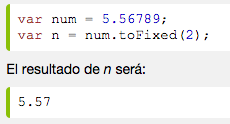 var num = 5.56789;
var n = num.toFixed(2);
El resultado de n será:
5.57